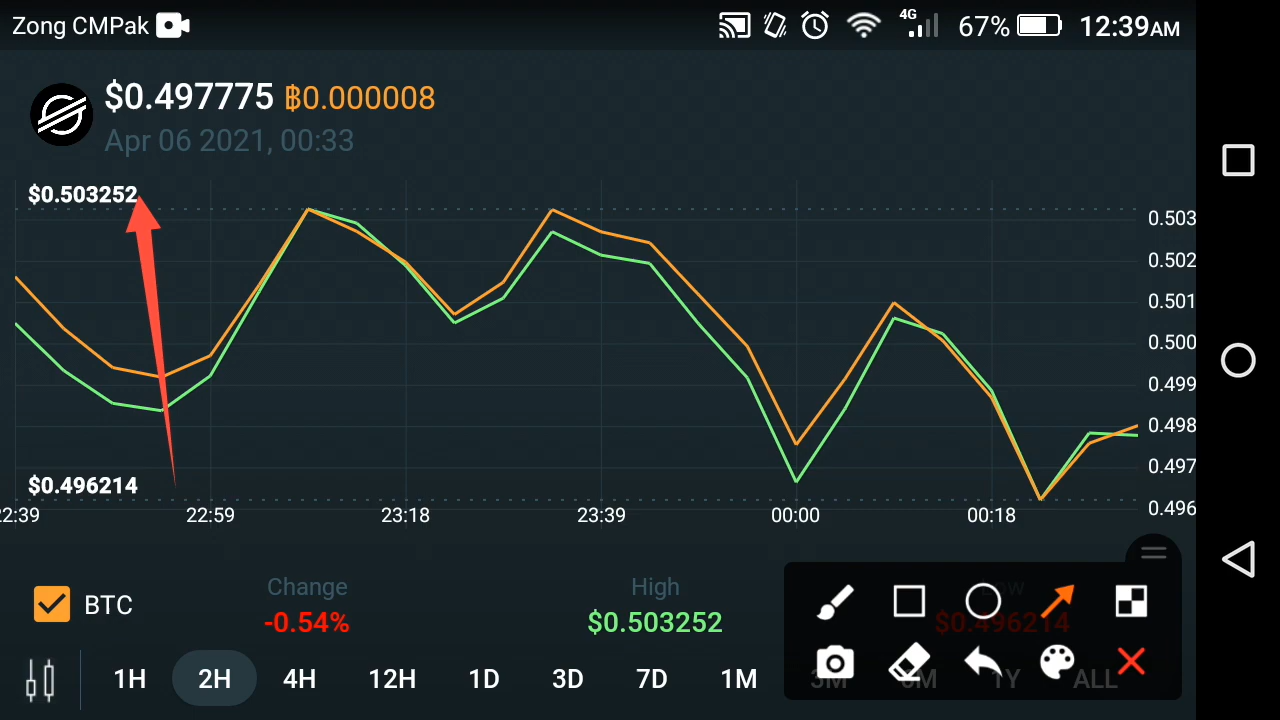 Zong CMPak 4G 67% 12:39AM
$0.497775 ฿0.000008
Apr 06 2021, 00:33
$0.503252
0.503
0.502
0.501
0.500
0.499
0.498
0.497
$0.496214
0.496
22:39 22:59 23:18 23:39 00:00 00:18
Change High Low
BTC
-0.54% $0.503252 $0.496214
1H 2H 4H 12H 1D 3D 7D 1M 3M 6M 1Y ALL